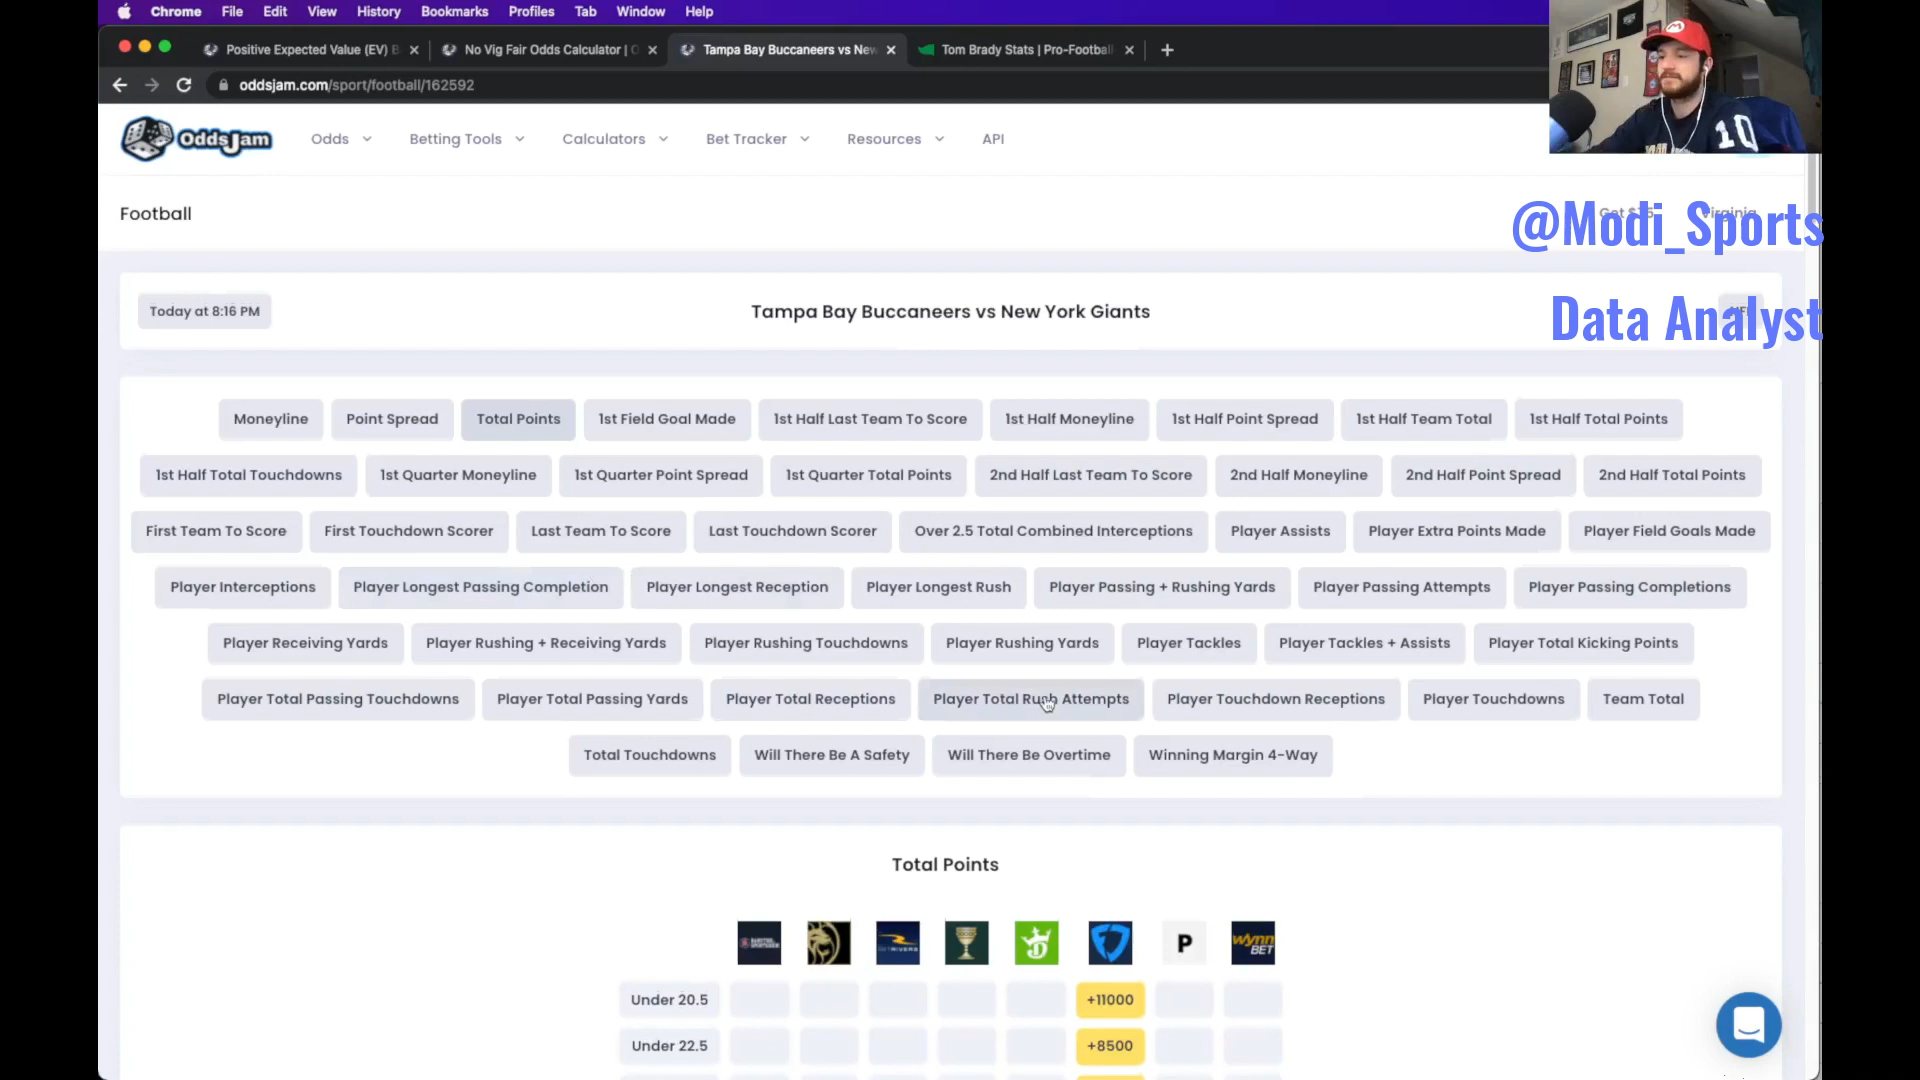 Chrome File Edit View History Bookmarks Profiles Tab Window Help
Positive Expected Value (EV) B
No Vig Fair Odds Calculator | O
Tampa Bay Buccaneers vs New
Tom Brady Stats | Pro-Football
oddsjam.com/sport/football/162592
OddsJam
Odds
Betting Tools
Calculators
Bet Tracker
Resources
API
10
Football
@Modi_Sports
Today at 8:16 PM
Tampa Bay Buccaneers vs New York Giants
Data Analyst
Moneyline Point Spread Total Points 1st Field Goal Made 1st Half Last Team To Score 1st Half Moneyline 1st Half Point Spread 1st Half Team Total 1st Half Total Points
1st Half Total Touchdowns 1st Quarter Moneyline 1st Quarter Point Spread 1st Quarter Total Points 2nd Half Last Team To Score 2nd Half Moneyline 2nd Half Point Spread 2nd Half Total Points
First Team To Score First Touchdown Scorer Last Team To Score Last Touchdown Scorer Over 2.5 Total Combined Interceptions Player Assists Player Extra Points Made Player Field Goals Made
Player Interceptions Player Longest Passing Completion Player Longest Reception Player Longest Rush Player Passing + Rushing Yards Player Passing Attempts Player Passing Completions
Player Receiving Yards Player Rushing + Receiving Yards Player Rushing Touchdowns Player Rushing Yards Player Tackles Player Tackles + Assists Player Total Kicking Points
Player Total Passing Touchdowns Player Total Passing Yards Player Total Receptions Player Total Rush Attempts Player Touchdown Receptions Player Touchdowns Team Total
Total Touchdowns Will There Be A Safety Will There Be Overtime Winning Margin 4-Way
Total Points
P
WYNN BET
Under 20.5 +11000
Under 22.5 +8500